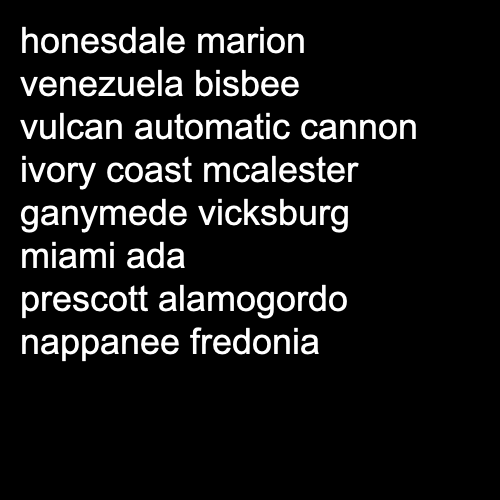 honesdale marion
venezuela bisbee
vulcan automatic cannon
ivory coast mcalester
ganymede vicksburg
miami ada
prescott alamogordo
nappanee fredonia